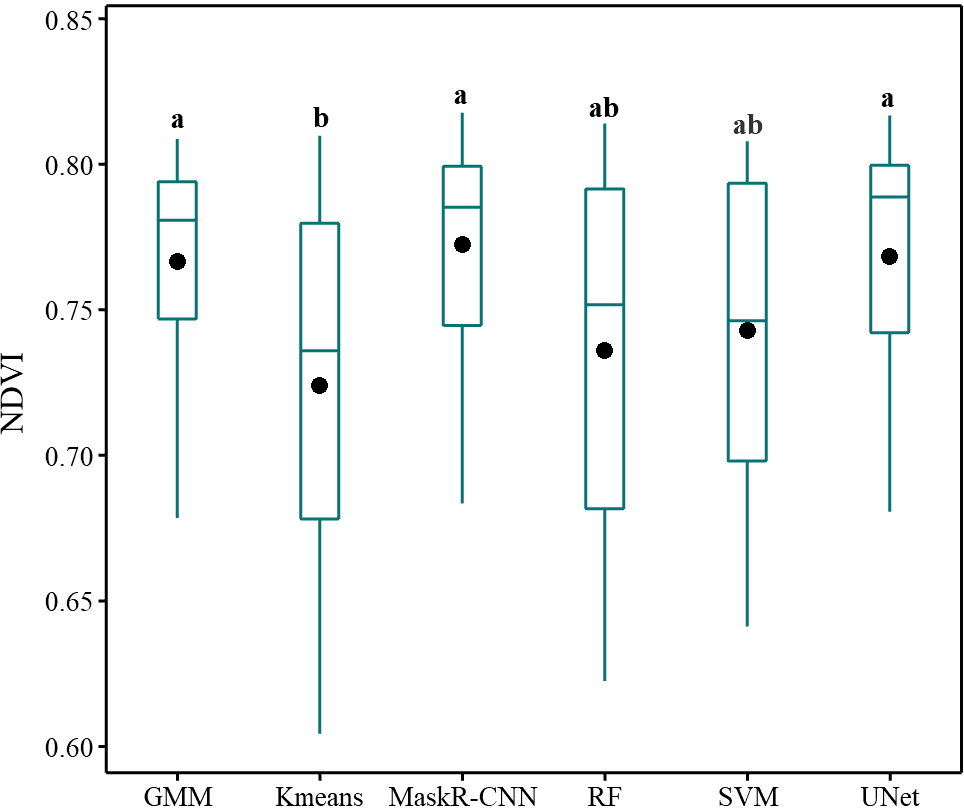 0.85
0.80
0.75
0.70
0.65
0.60
NDVI
a
b
a
ab
ab
a
GMM
Kmeans
MaskR-CNN
RF
SVM
UNet